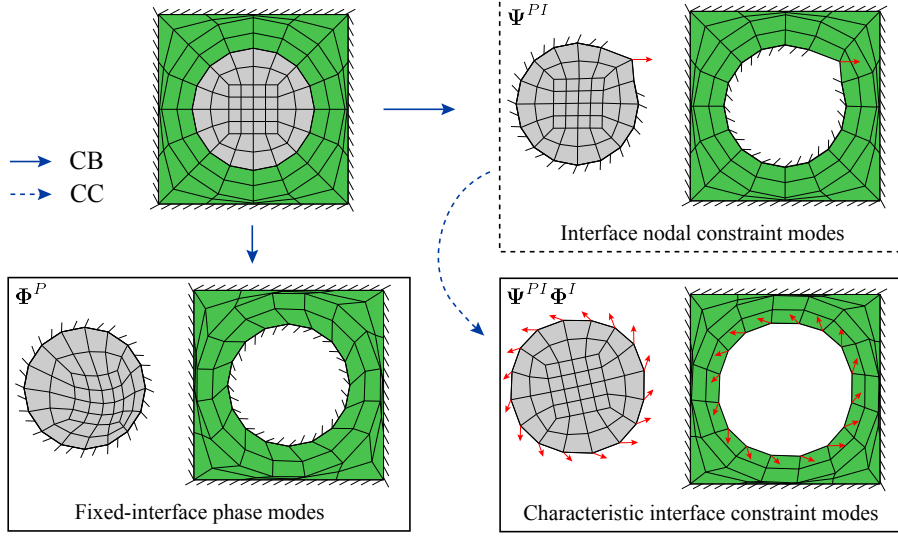 Ψ^{PI}
CB
CC
Interface nodal constraint modes
Φ^P
Fixed-interface phase modes
Ψ^{PI}Φ^I
Characteristic interface constraint modes